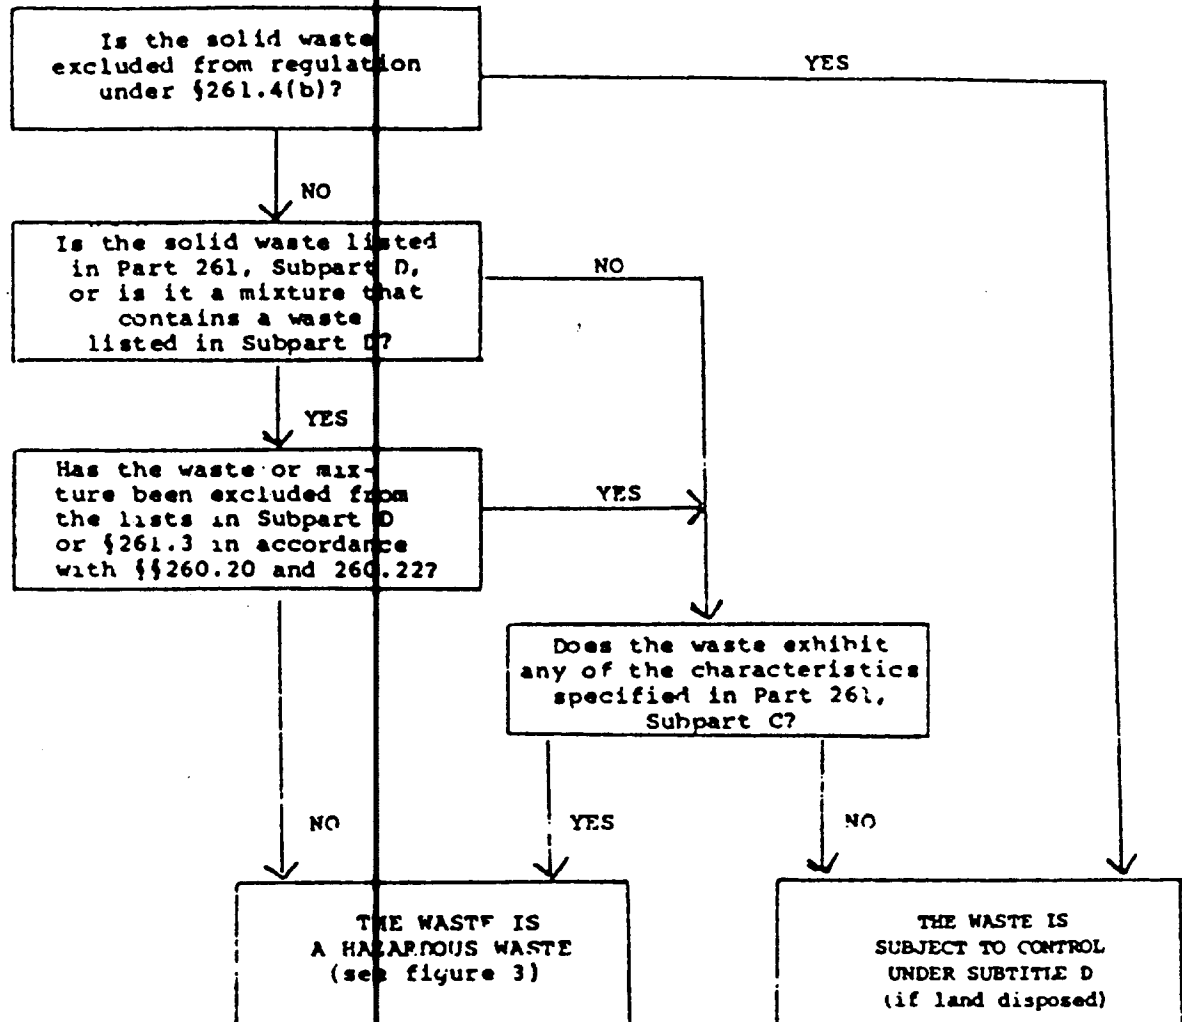 Is the solid waste
excluded from regulation
under §261.4(b)?
YES
NO
Is the solid waste listed
in Part 261, Subpart D,
or is it a mixture that
contains a waste
listed in Subpart D?
NO
YES
Has the waste or mix-
ture been excluded from
the lists in Subpart D
or §261.3 in accordance
with §§260.20 and 260.22?
YES
Does the waste exhibit
any of the characteristics
specified in Part 261,
Subpart C?
NO
YES
NO
THE WASTE IS
A HAZARDOUS WASTE
(see figure 3)
THE WASTE IS
SUBJECT TO CONTROL
UNDER SUBTITLE D
(if land disposed)